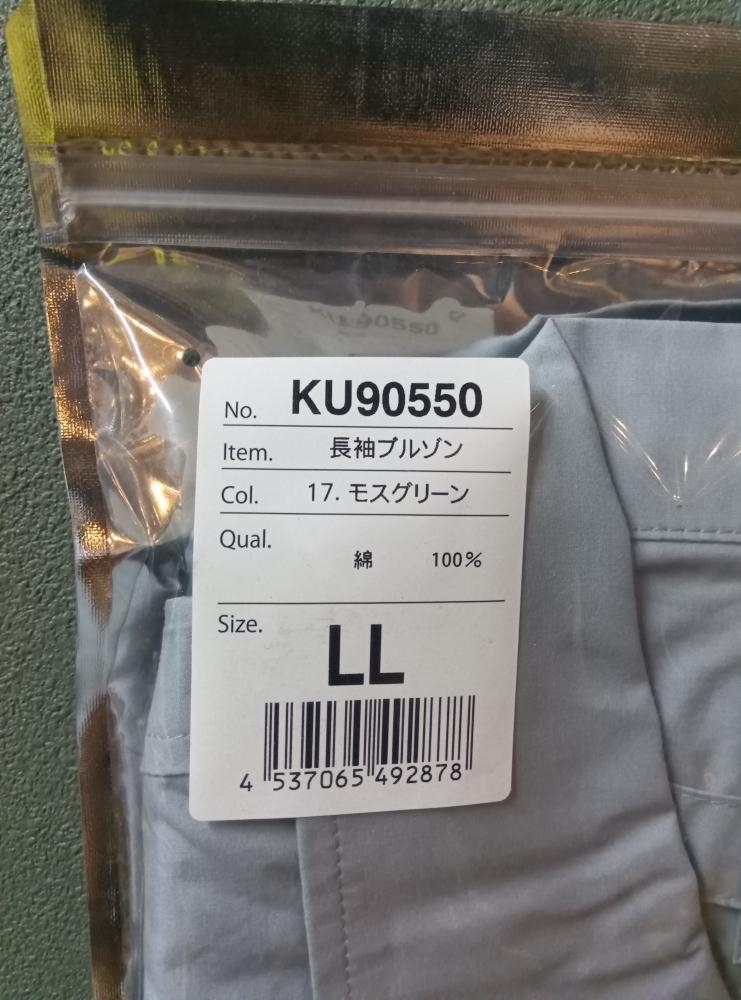 KU90550
No. KU90550
Item. 長袖ブルゾン
Col. 17. モスグリーン
Qual.
綿 100%
Size.
LL
4 537065 492878